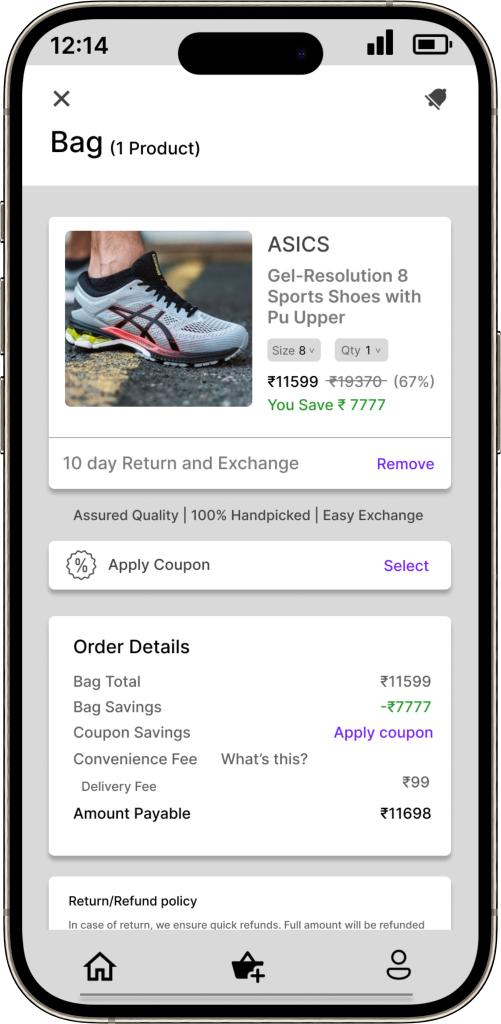 12:14
Bag (1 Product)
ASICS
Gel-Resolution 8
Sports Shoes with
Pu Upper
Size 8 v Qty 1 v
₹11599 ₹19370 (67%)
You Save ₹ 7777
10 day Return and Exchange Remove
Assured Quality | 100% Handpicked | Easy Exchange
% Apply Coupon Select
Order Details
Bag Total ₹11599
Bag Savings -₹7777
Coupon Savings Apply coupon
Convenience Fee What's this?
Delivery Fee ₹99
Amount Payable ₹11698
Return/Refund policy
In case of return, we ensure quick refunds. Full amount will be refunded